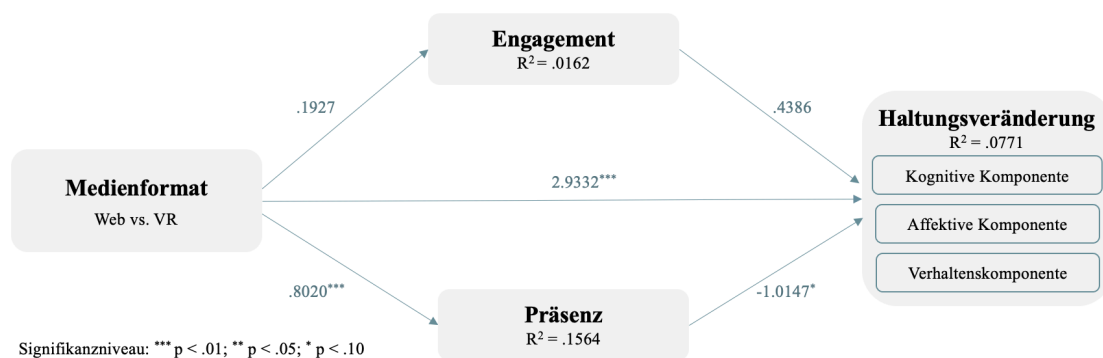 Engagement
R² = .0162
.1927
.4386
Haltungsveränderung
R² = .0771
Kognitive Komponente
Medienformat
Web vs. VR
2.9332***
Affektive Komponente
Verhaltenskomponente
.8020***
-1.0147*
Präsenz
R² = .1564
Signifikanzniveau: *** p < .01; ** p < .05; * p < .10